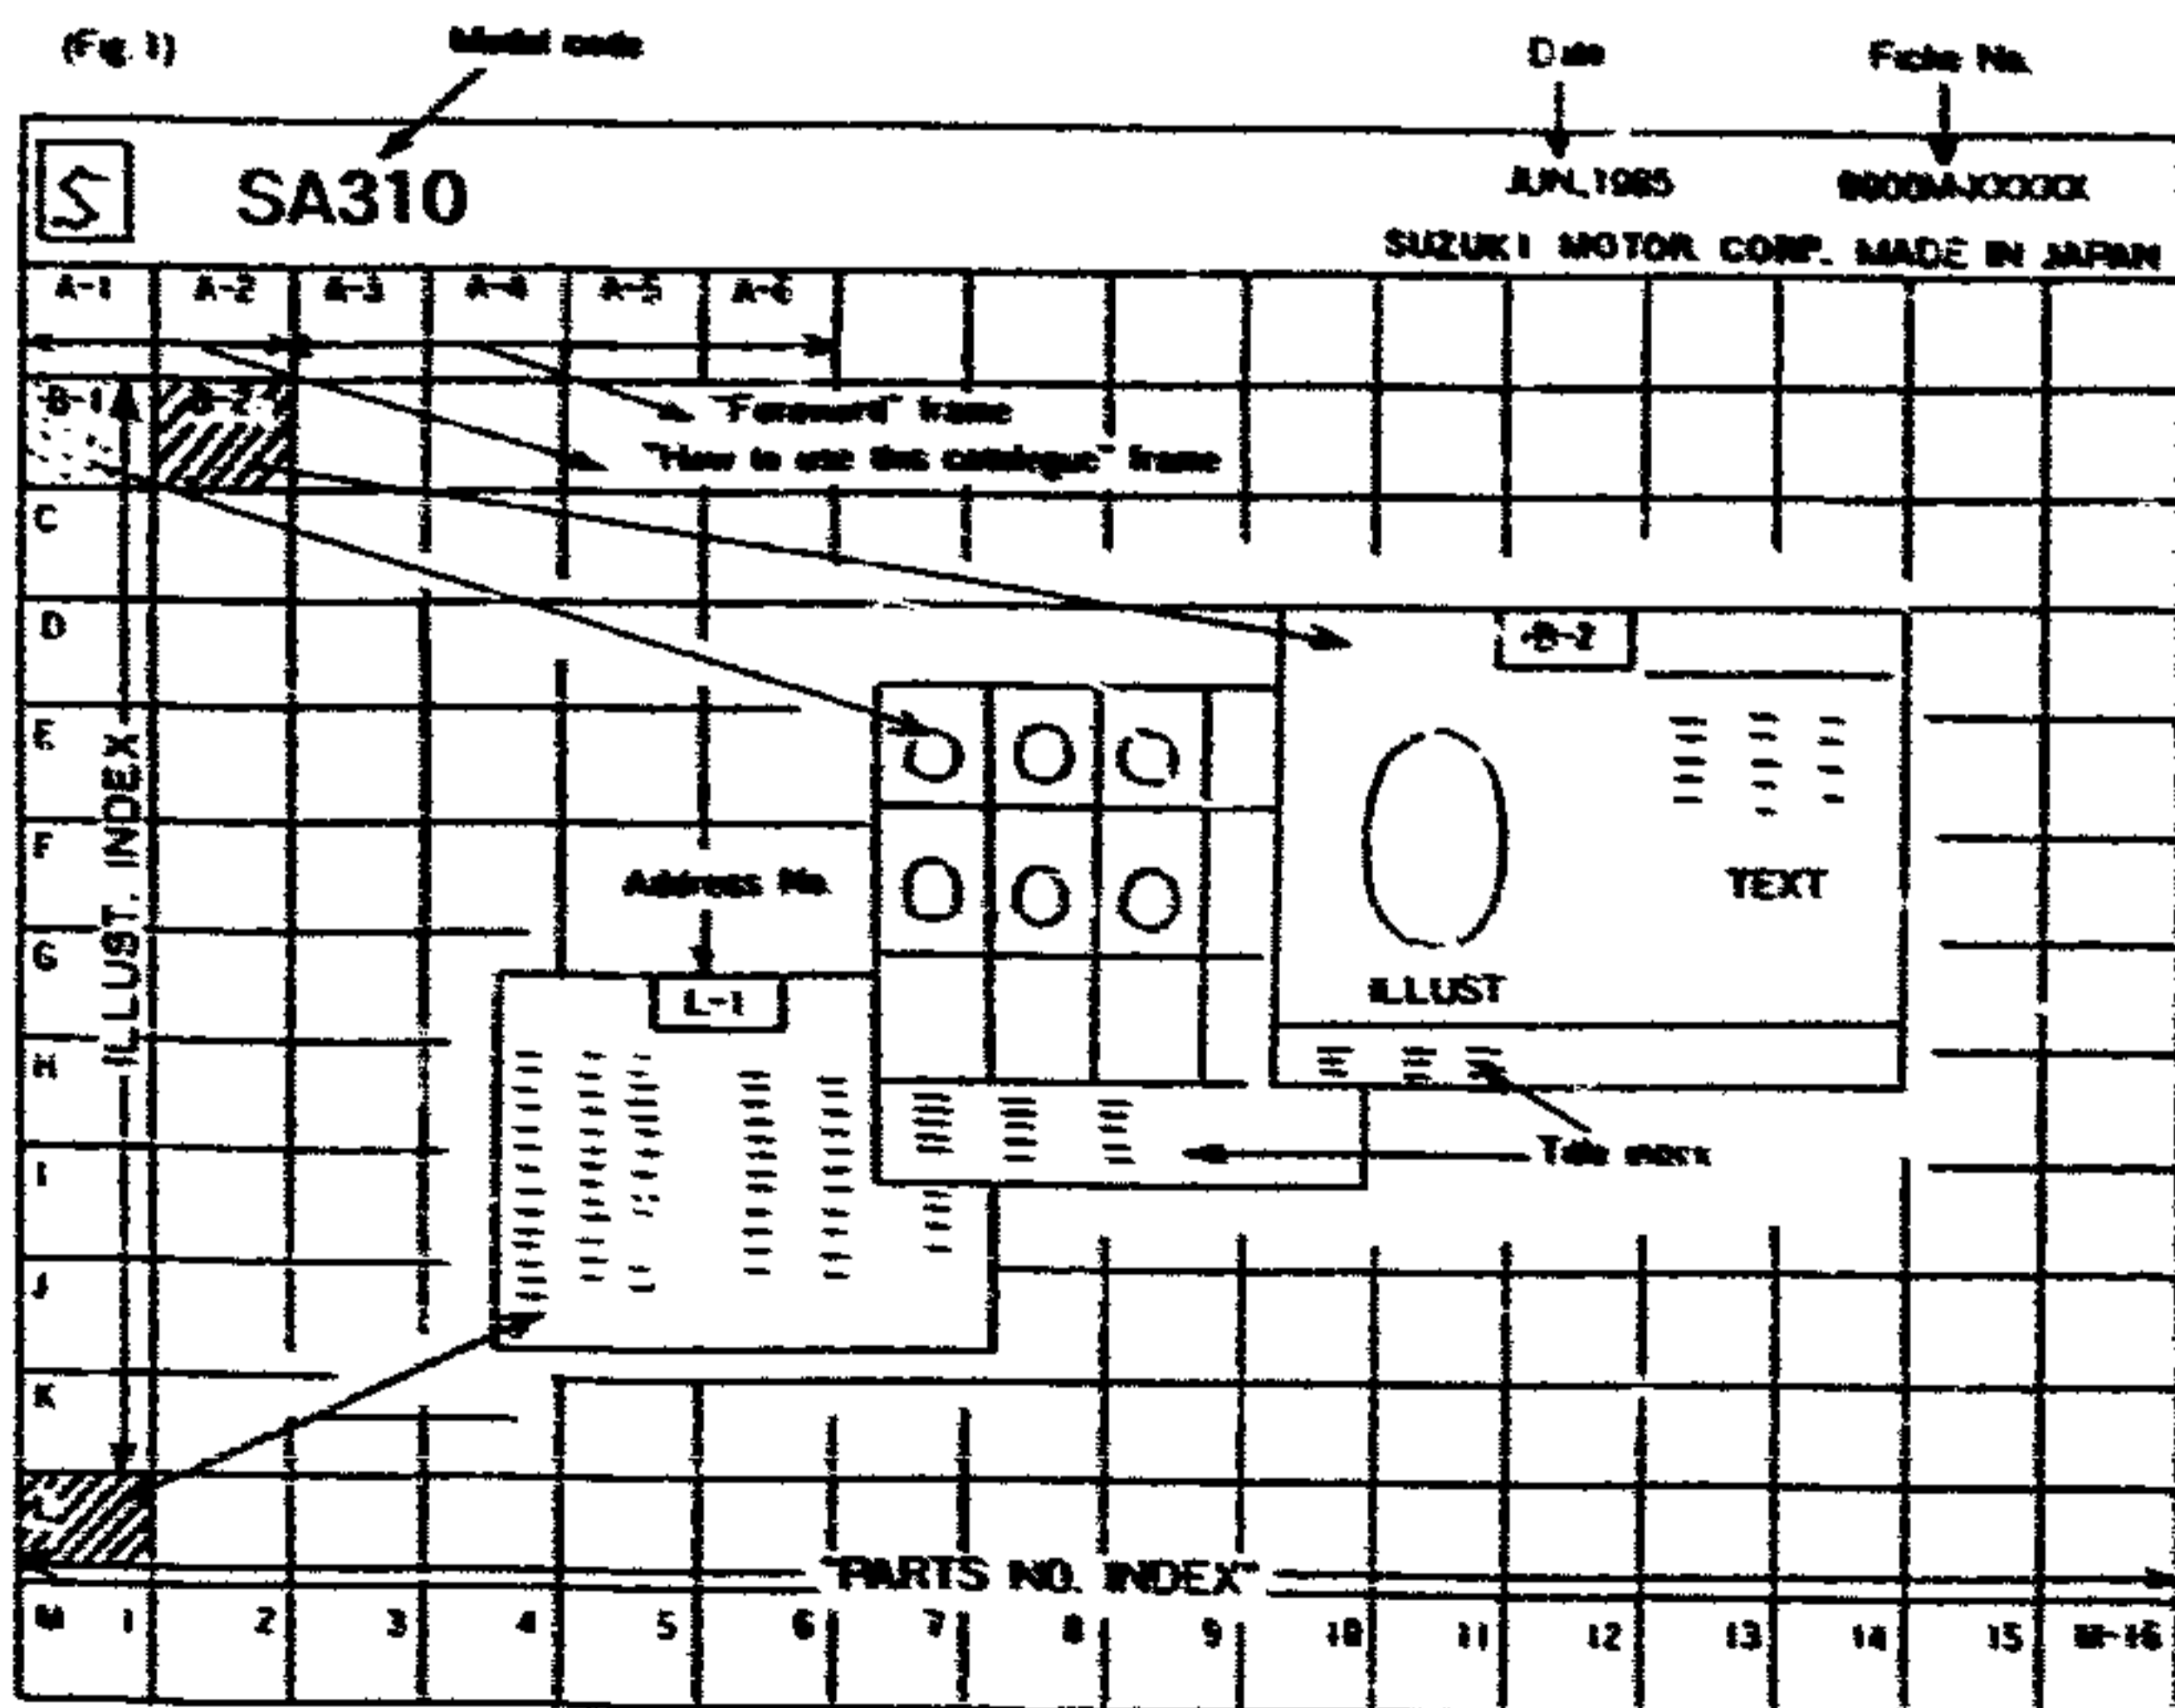 (Fig. 1)
Model code
Date
Fiche No.
S
SA310
JUN,1985
SUZUKI MOTOR CORP. MADE IN JAPAN
A-1 A-2 A-3 A-4 A-5 A-6
B-1 B-2
"Foreword" frame
"How to use this catalogue" frame
C
D
B-2
E
F
TEXT
Address No.
G
ILLUST
L-1
ILLUST. INDEX
H
I
J
K
L
"PARTS NO. INDEX"
M 1 2 3 4 5 6 7 8 9 10 11 12 13 14 15 M-16